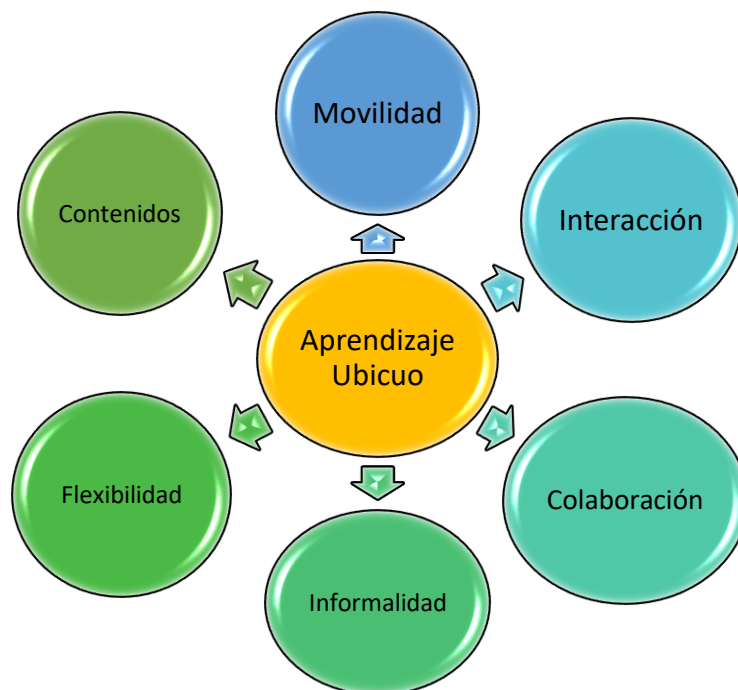 Movilidad
Contenidos
Interacción
Aprendizaje
Ubicuo
Flexibilidad
Colaboración
Informalidad